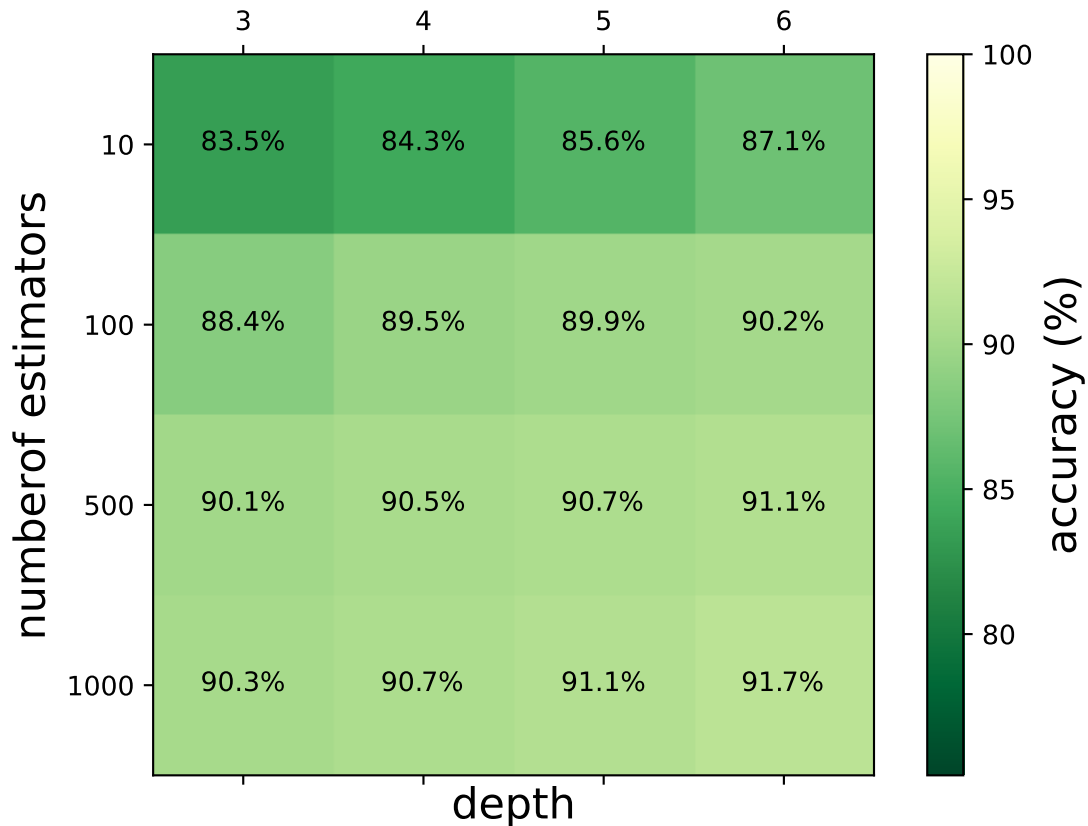 3 4 5 6
10 83.5% 84.3% 85.6% 87.1%
100 88.4% 89.5% 89.9% 90.2%
500 90.1% 90.5% 90.7% 91.1%
1000 90.3% 90.7% 91.1% 91.7%
numberof estimators
depth
100
95
90
85
80
accuracy (%)